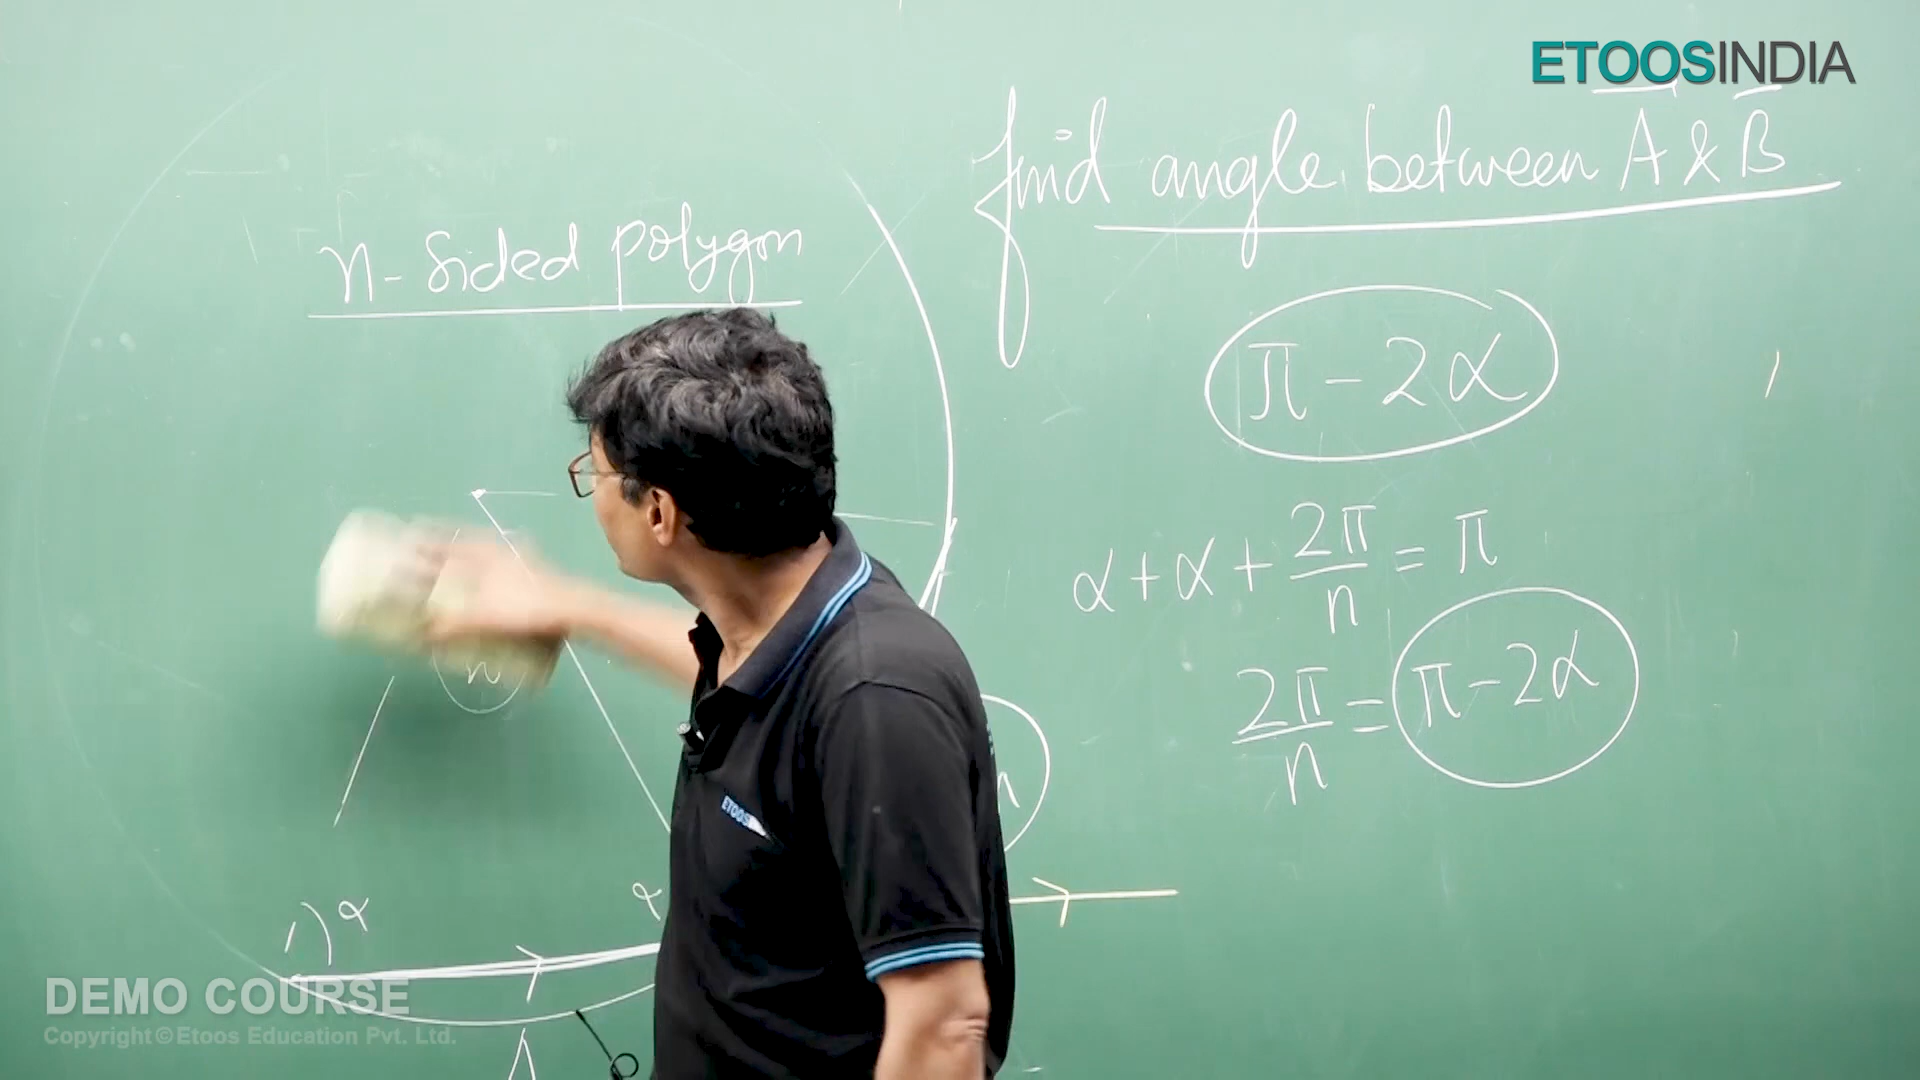 ETOOSINDIA
find angle between A & B
n-sided polygon
π - 2α
α + α + 2π/n = π
2π/n = π - 2α
n
n
α
α
ETOOS
DEMO COURSE
Copyright © Etoos Education Pvt. Ltd.